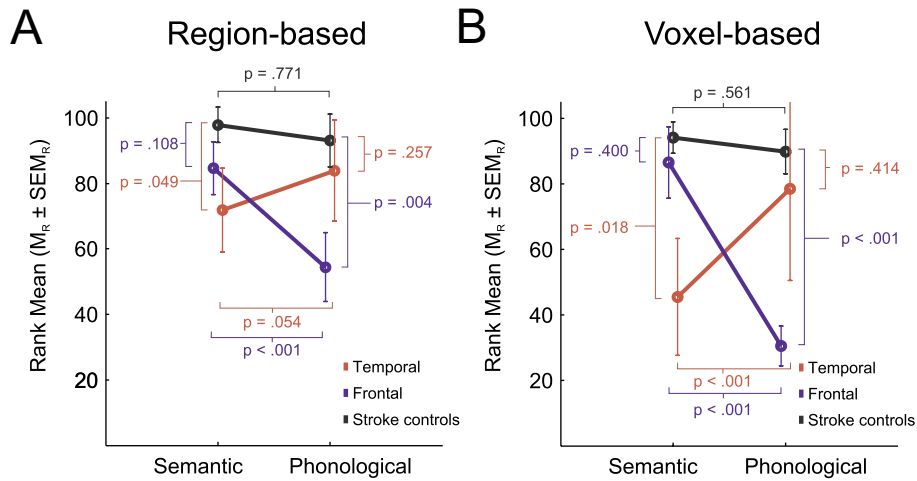 A
Region-based
p = .771
Rank Mean (MR ± SEMR)
100
80
60
40
20
p = .108
p = .049
p = .257
p = .004
p = .054
p < .001
Temporal
Frontal
Stroke controls
Semantic
Phonological
B
Voxel-based
p = .561
Rank Mean (MR ± SEMR)
100
80
60
40
20
p = .400
p = .018
p = .414
p < .001
p < .001
p < .001
Temporal
Frontal
Stroke controls
Semantic
Phonological